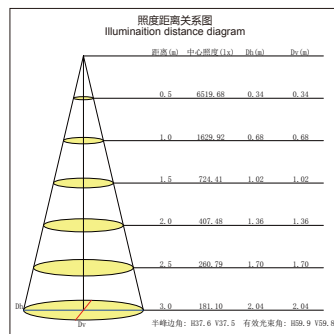 照度距离关系图
Illuminaition distance diagram
距离(m) 中心照度(lx) Dh(m) Dv(m)
0.5 6519.68 0.34 0.34
1.0 1629.92 0.68 0.68
1.5 724.41 1.02 1.02
2.0 407.48 1.36 1.36
2.5 260.79 1.70 1.70
Dh 3.0 181.10 2.04 2.04
Dv
半峰边角: H37.6 V37.5 有效光束角: H59.9 V59.8